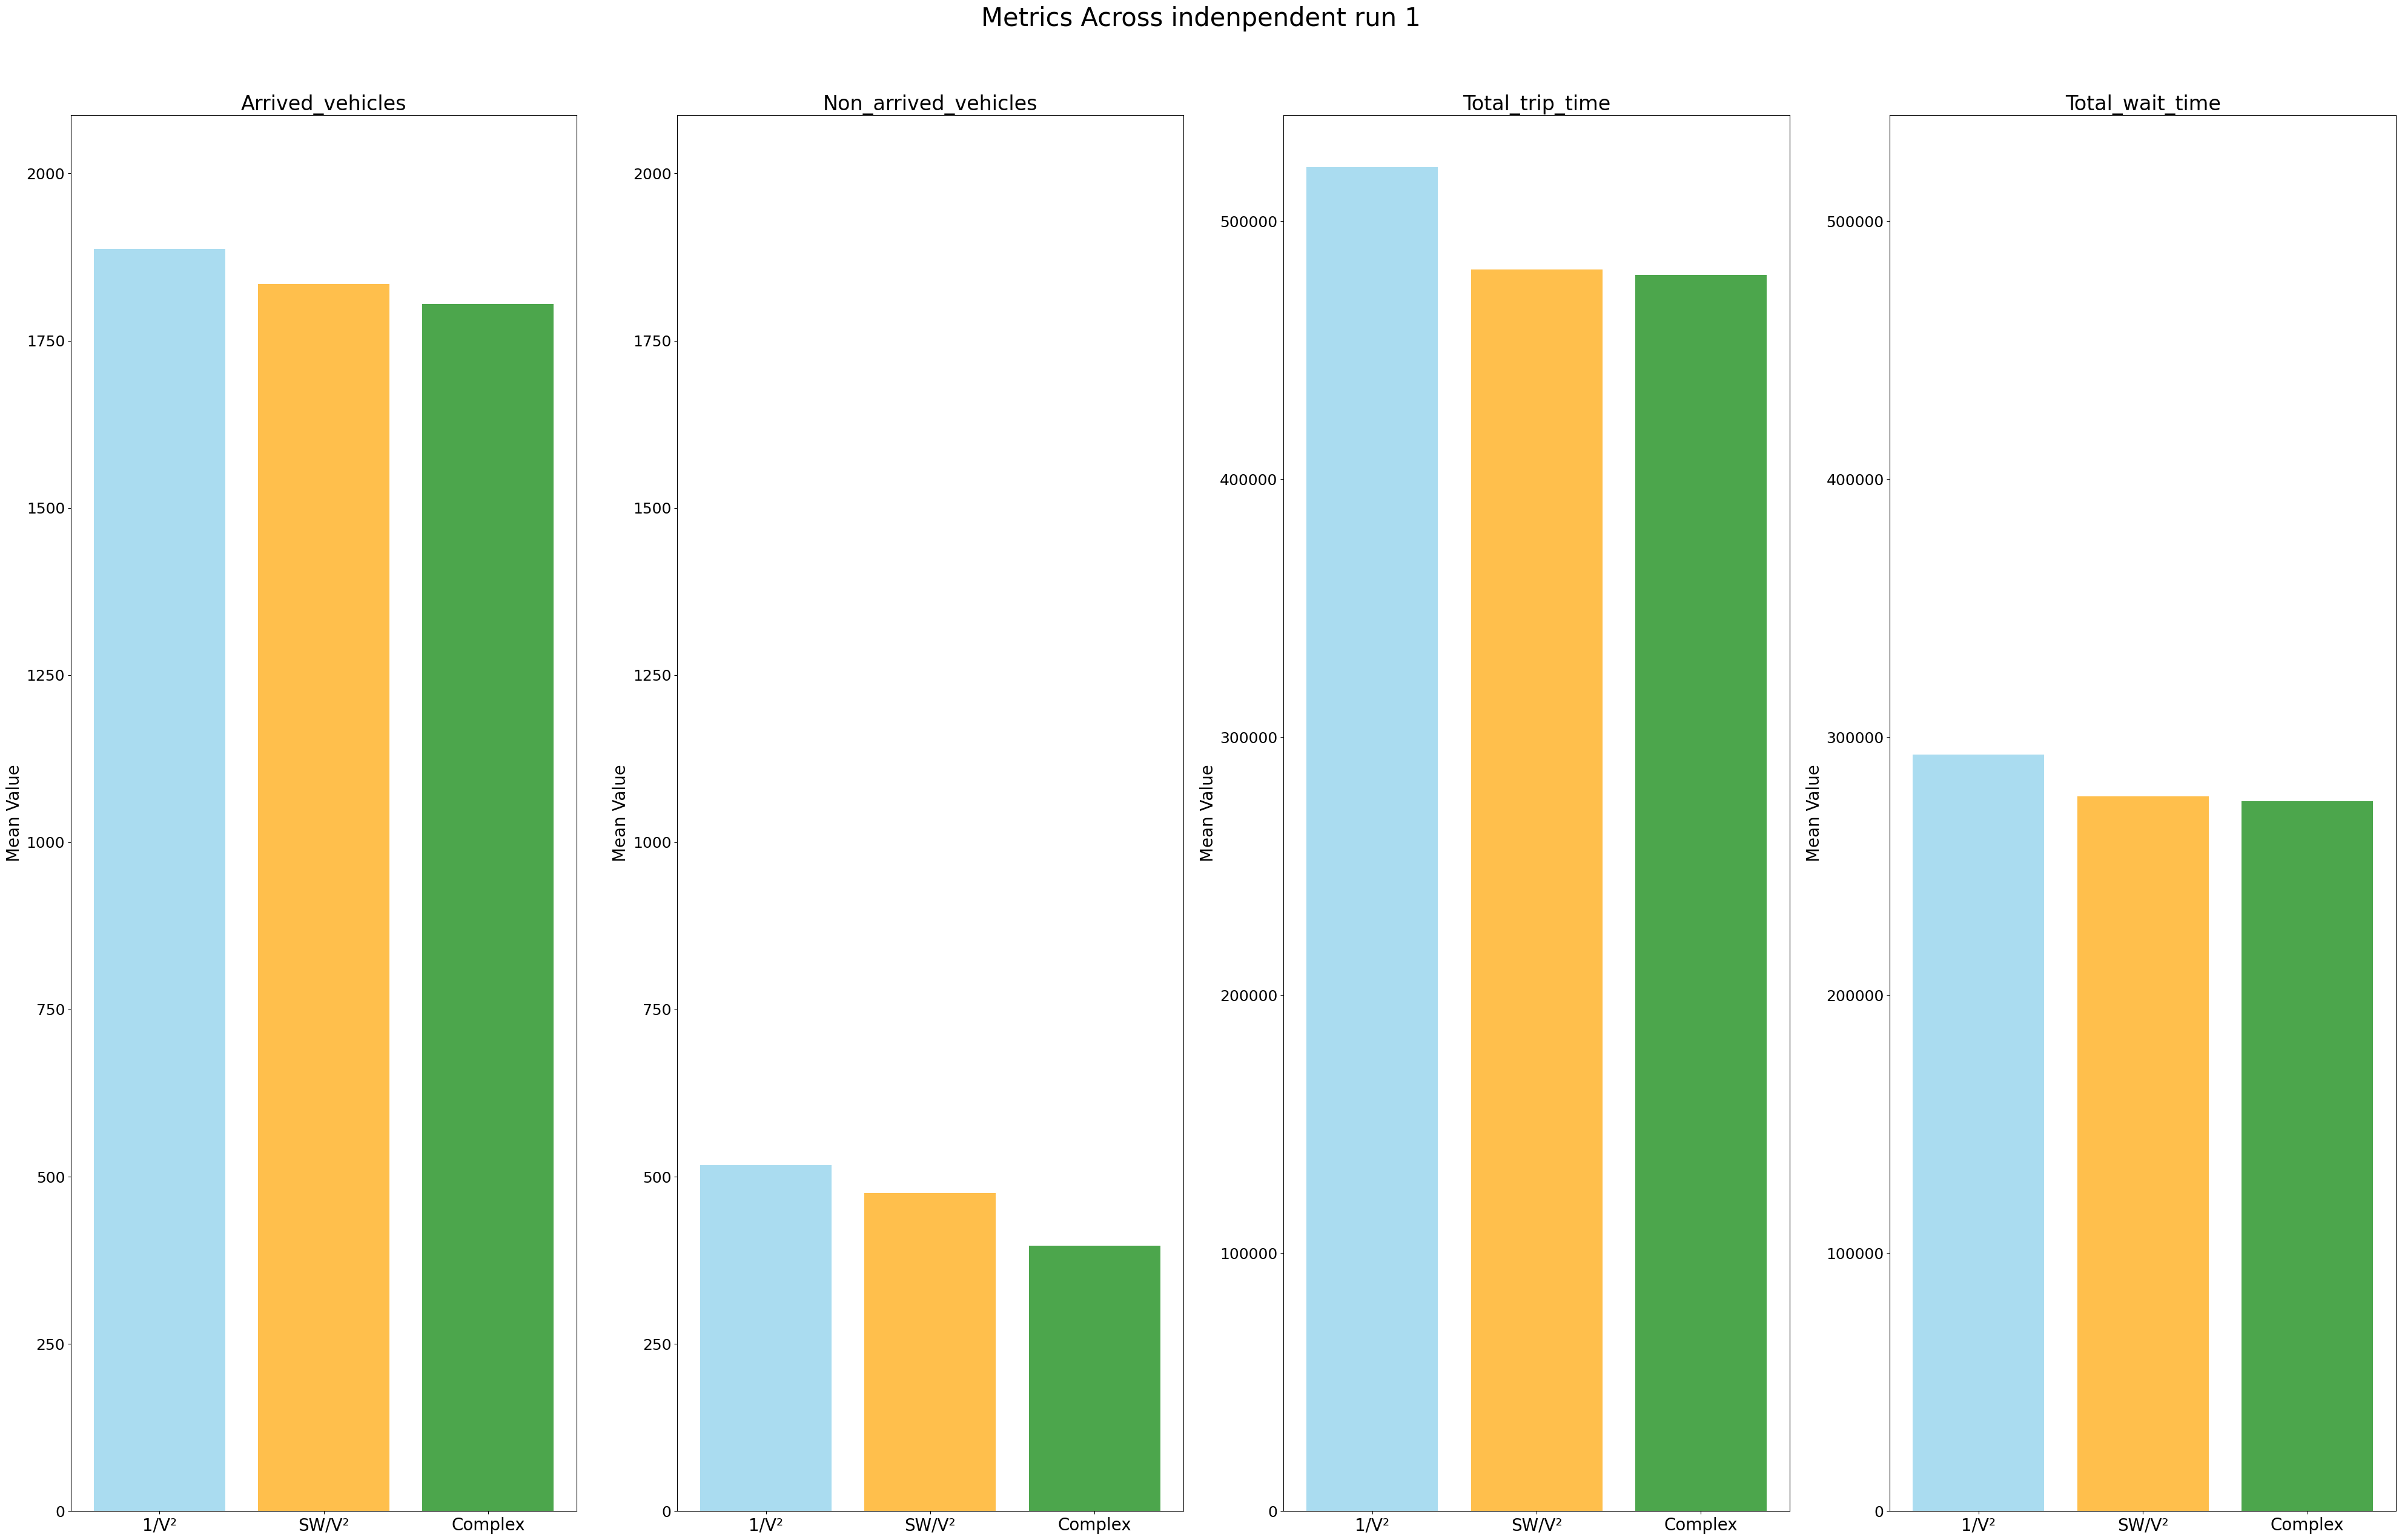 Metrics Across indenpendent run 1
Arrived_vehicles
Mean Value
2000
1750
1500
1250
1000
750
500
250
0
1/V²
SW/V²
Complex
Non_arrived_vehicles
Mean Value
2000
1750
1500
1250
1000
750
500
250
0
1/V²
SW/V²
Complex
Total_trip_time
Mean Value
500000
400000
300000
200000
100000
0
1/V²
SW/V²
Complex
Total_wait_time
Mean Value
500000
400000
300000
200000
100000
0
1/V²
SW/V²
Complex